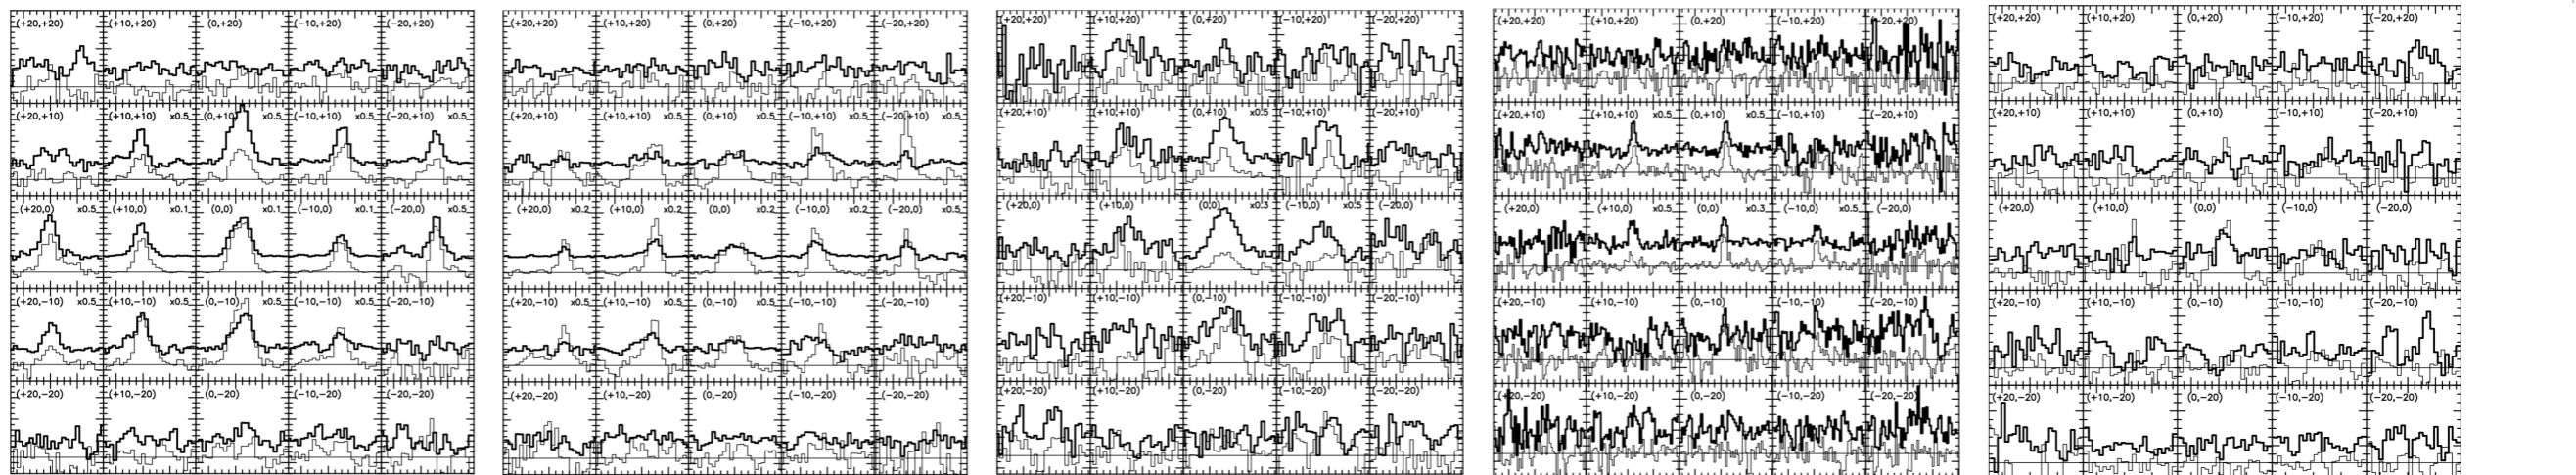 (+20,+20) (+10,+20) (0,+20) (−10,+20) (−20,+20) (+20,+20) (+10,+20) (0,+20) (−10,+20) (−20,+20) (+20,+20) (+10,+20) (0,+20) (−10,+20) (−20,+20) (+20,+20) (+10,+20) (0,+20) (−10,+20) (−20,+20) (+20,+20) (+10,+20) (0,+20) (−10,+20) (−20,+20)
(+20,+10) (+10,+10) x0.5 (0,+10) x0.5 (−10,+10) x0.5 (−20,+10) x0.5 (+20,+10) (+10,+10) x0.5 (0,+10) x0.5 (−10,+10) x0.5 (−20,+10) x0.5 (+20,+10) (+10,+10) (0,+10) x0.5 (−10,+10) (−20,+10) (+20,+10) (+10,+10) x0.5 (0,+10) x0.5 (−10,+10) (−20,+10) (+20,+10) (+10,+10) (0,+10) (−10,+10) (−20,+10)
(+20,0) x0.5 (+10,0) x0.1 (0,0) x0.1 (−10,0) x0.1 (−20,0) x0.5 (+20,0) x0.2 (+10,0) x0.2 (0,0) x0.2 (−10,0) x0.2 (−20,0) x0.5 (+20,0) (+10,0) (0,0) x0.3 (−10,0) x0.5 (−20,0) (+20,0) (+10,0) x0.5 (0,0) x0.3 (−10,0) x0.5 (−20,0) (+20,0) (+10,0) (0,0) (−10,0) (−20,0)
(+20,−10) x0.5 (+10,−10) x0.5 (0,−10) x0.5 (−10,−10) x0.5 (−20,−10) (+20,−10) x0.5 (+10,−10) x0.5 (0,−10) x0.5 (−10,−10) x0.5 (−20,−10) (+20,−10) (+10,−10) (0,−10) (−10,−10) (−20,−10) (+20,−10) (+10,−10) (0,−10) (−10,−10) (−20,−10) (+20,−10) (+10,−10) (0,−10) (−10,−10) (−20,−10)
(+20,−20) (+10,−20) (0,−20) (−10,−20) (−20,−20) (+20,−20) (+10,−20) (0,−20) (−10,−20) (−20,−20) (+20,−20) (+10,−20) (0,−20) (−10,−20) (−20,−20) (+20,−20) (+10,−20) (0,−20) (−10,−20) (−20,−20) (+20,−20) (+10,−20) (0,−20) (−10,−20) (−20,−20)